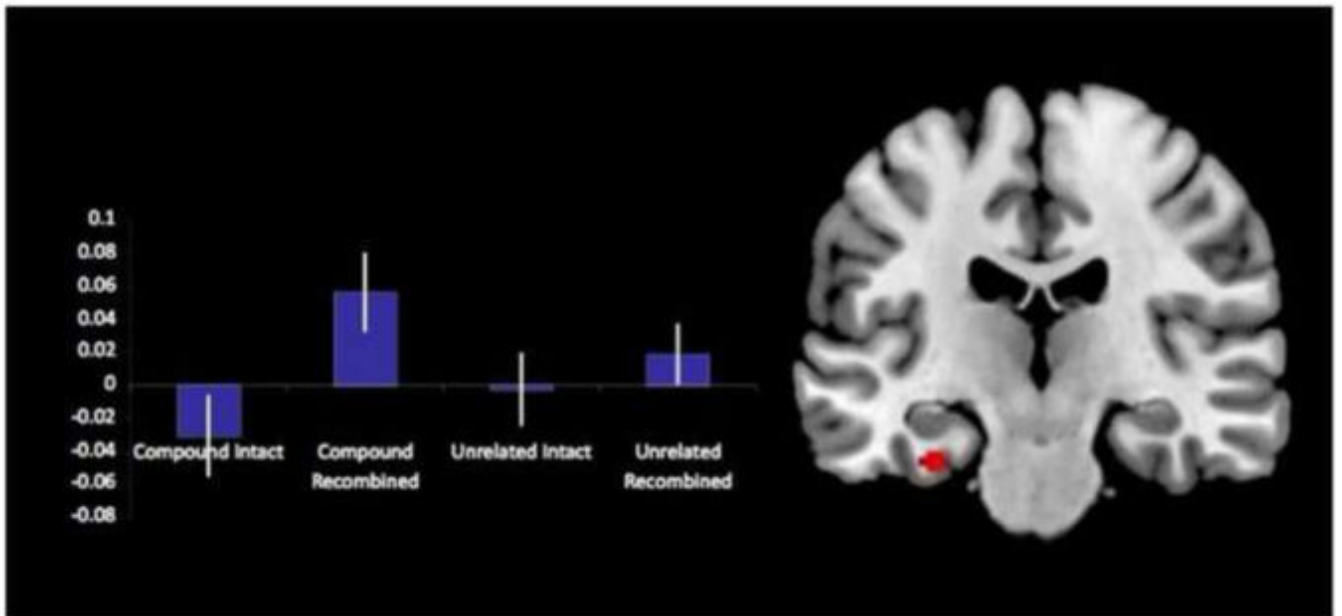 0.1
0.08
0.06
0.04
0.02
0
-0.02
-0.04
-0.06
-0.08
Compound Intact
Compound
Recombined
Unrelated Intact
Unrelated
Recombined